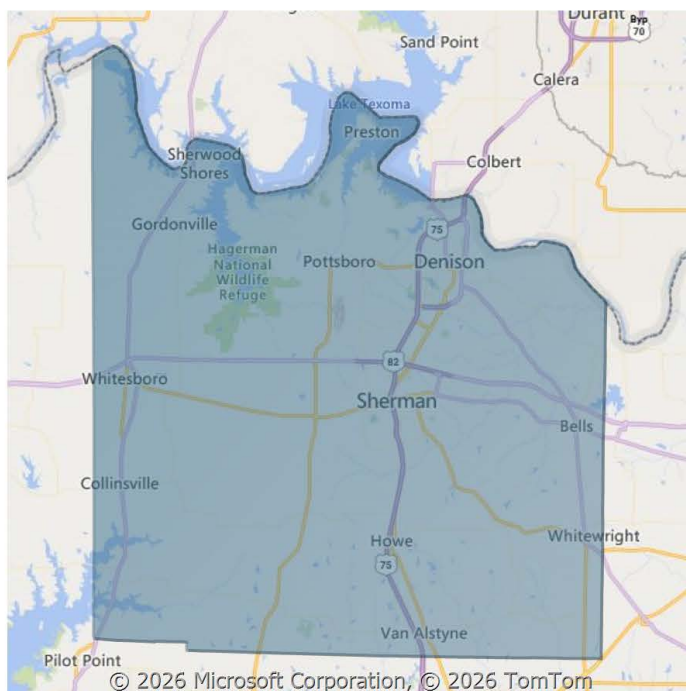 Durant
Byp
70
Sand Point
Calera
Lake Texoma
Preston
Sherwood
Shores
Colbert
Gordonville
75
Hagerman
National
Wildlife
Refuge
Pottsboro
Denison
82
Whitesboro
Sherman
Bells
Collinsville
Howe
Whitewright
75
Van Alstyne
Pilot Point
© 2026 Microsoft Corporation, © 2026 TomTom